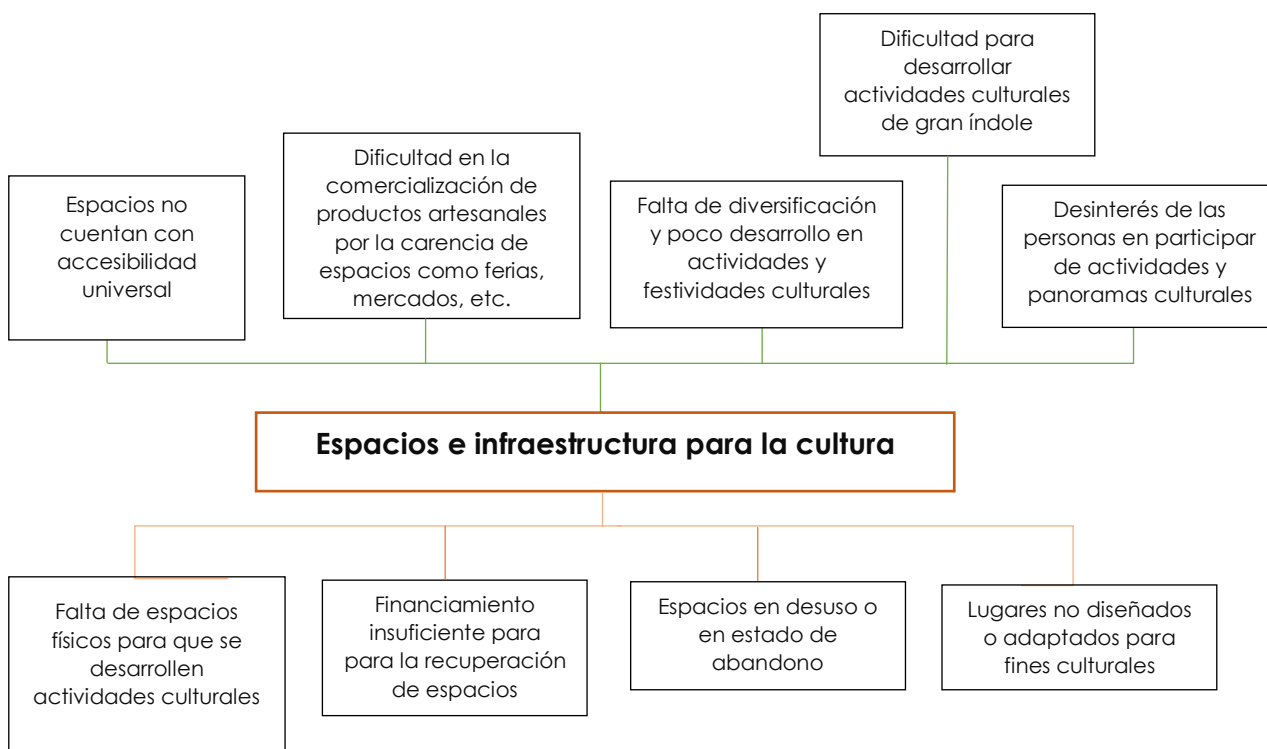 Dificultad para
desarrollar
actividades culturales
de gran índole
Dificultad en la
comercialización de
productos artesanales
por la carencia de
espacios como ferias,
mercados, etc.
Espacios no
cuentan con
accesibilidad
universal
Falta de diversificación
y poco desarrollo en
actividades y
festividades culturales
Desinterés de las
personas en participar
de actividades y
panoramas culturales
Espacios e infraestructura para la cultura
Falta de espacios
físicos para que se
desarrollen
actividades culturales
Financiamiento
insuficiente para
para la recuperación
de espacios
Espacios en desuso o
en estado de
abandono
Lugares no diseñados
o adaptados para
fines culturales